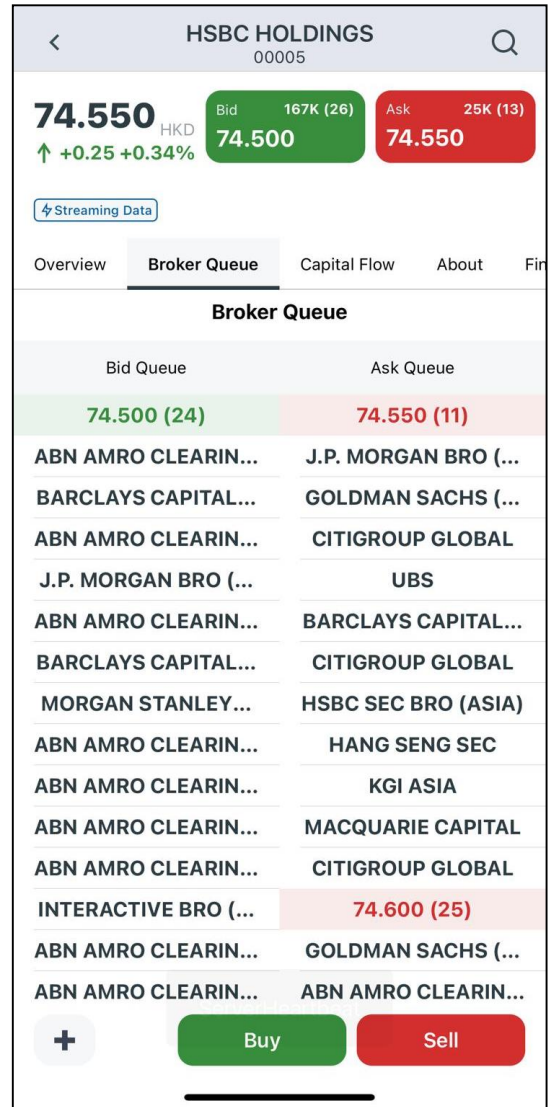 HSBC HOLDINGS
00005
74.550 HKD
↑ +0.25 +0.34%
Bid 167K (26)
74.500
Ask 25K (13)
74.550
Streaming Data
Overview Broker Queue Capital Flow About Fin
Broker Queue
Bid Queue Ask Queue
74.500 (24) 74.550 (11)
ABN AMRO CLEARIN... J.P. MORGAN BRO (...
BARCLAYS CAPITAL... GOLDMAN SACHS (...
ABN AMRO CLEARIN... CITIGROUP GLOBAL
J.P. MORGAN BRO (... UBS
ABN AMRO CLEARIN... BARCLAYS CAPITAL...
BARCLAYS CAPITAL... CITIGROUP GLOBAL
MORGAN STANLEY... HSBC SEC BRO (ASIA)
ABN AMRO CLEARIN... HANG SENG SEC
ABN AMRO CLEARIN... KGI ASIA
ABN AMRO CLEARIN... MACQUARIE CAPITAL
ABN AMRO CLEARIN... CITIGROUP GLOBAL
INTERACTIVE BRO (... 74.600 (25)
ABN AMRO CLEARIN... GOLDMAN SACHS (...
ABN AMRO CLEARIN... ABN AMRO CLEARIN...
+ Buy Sell